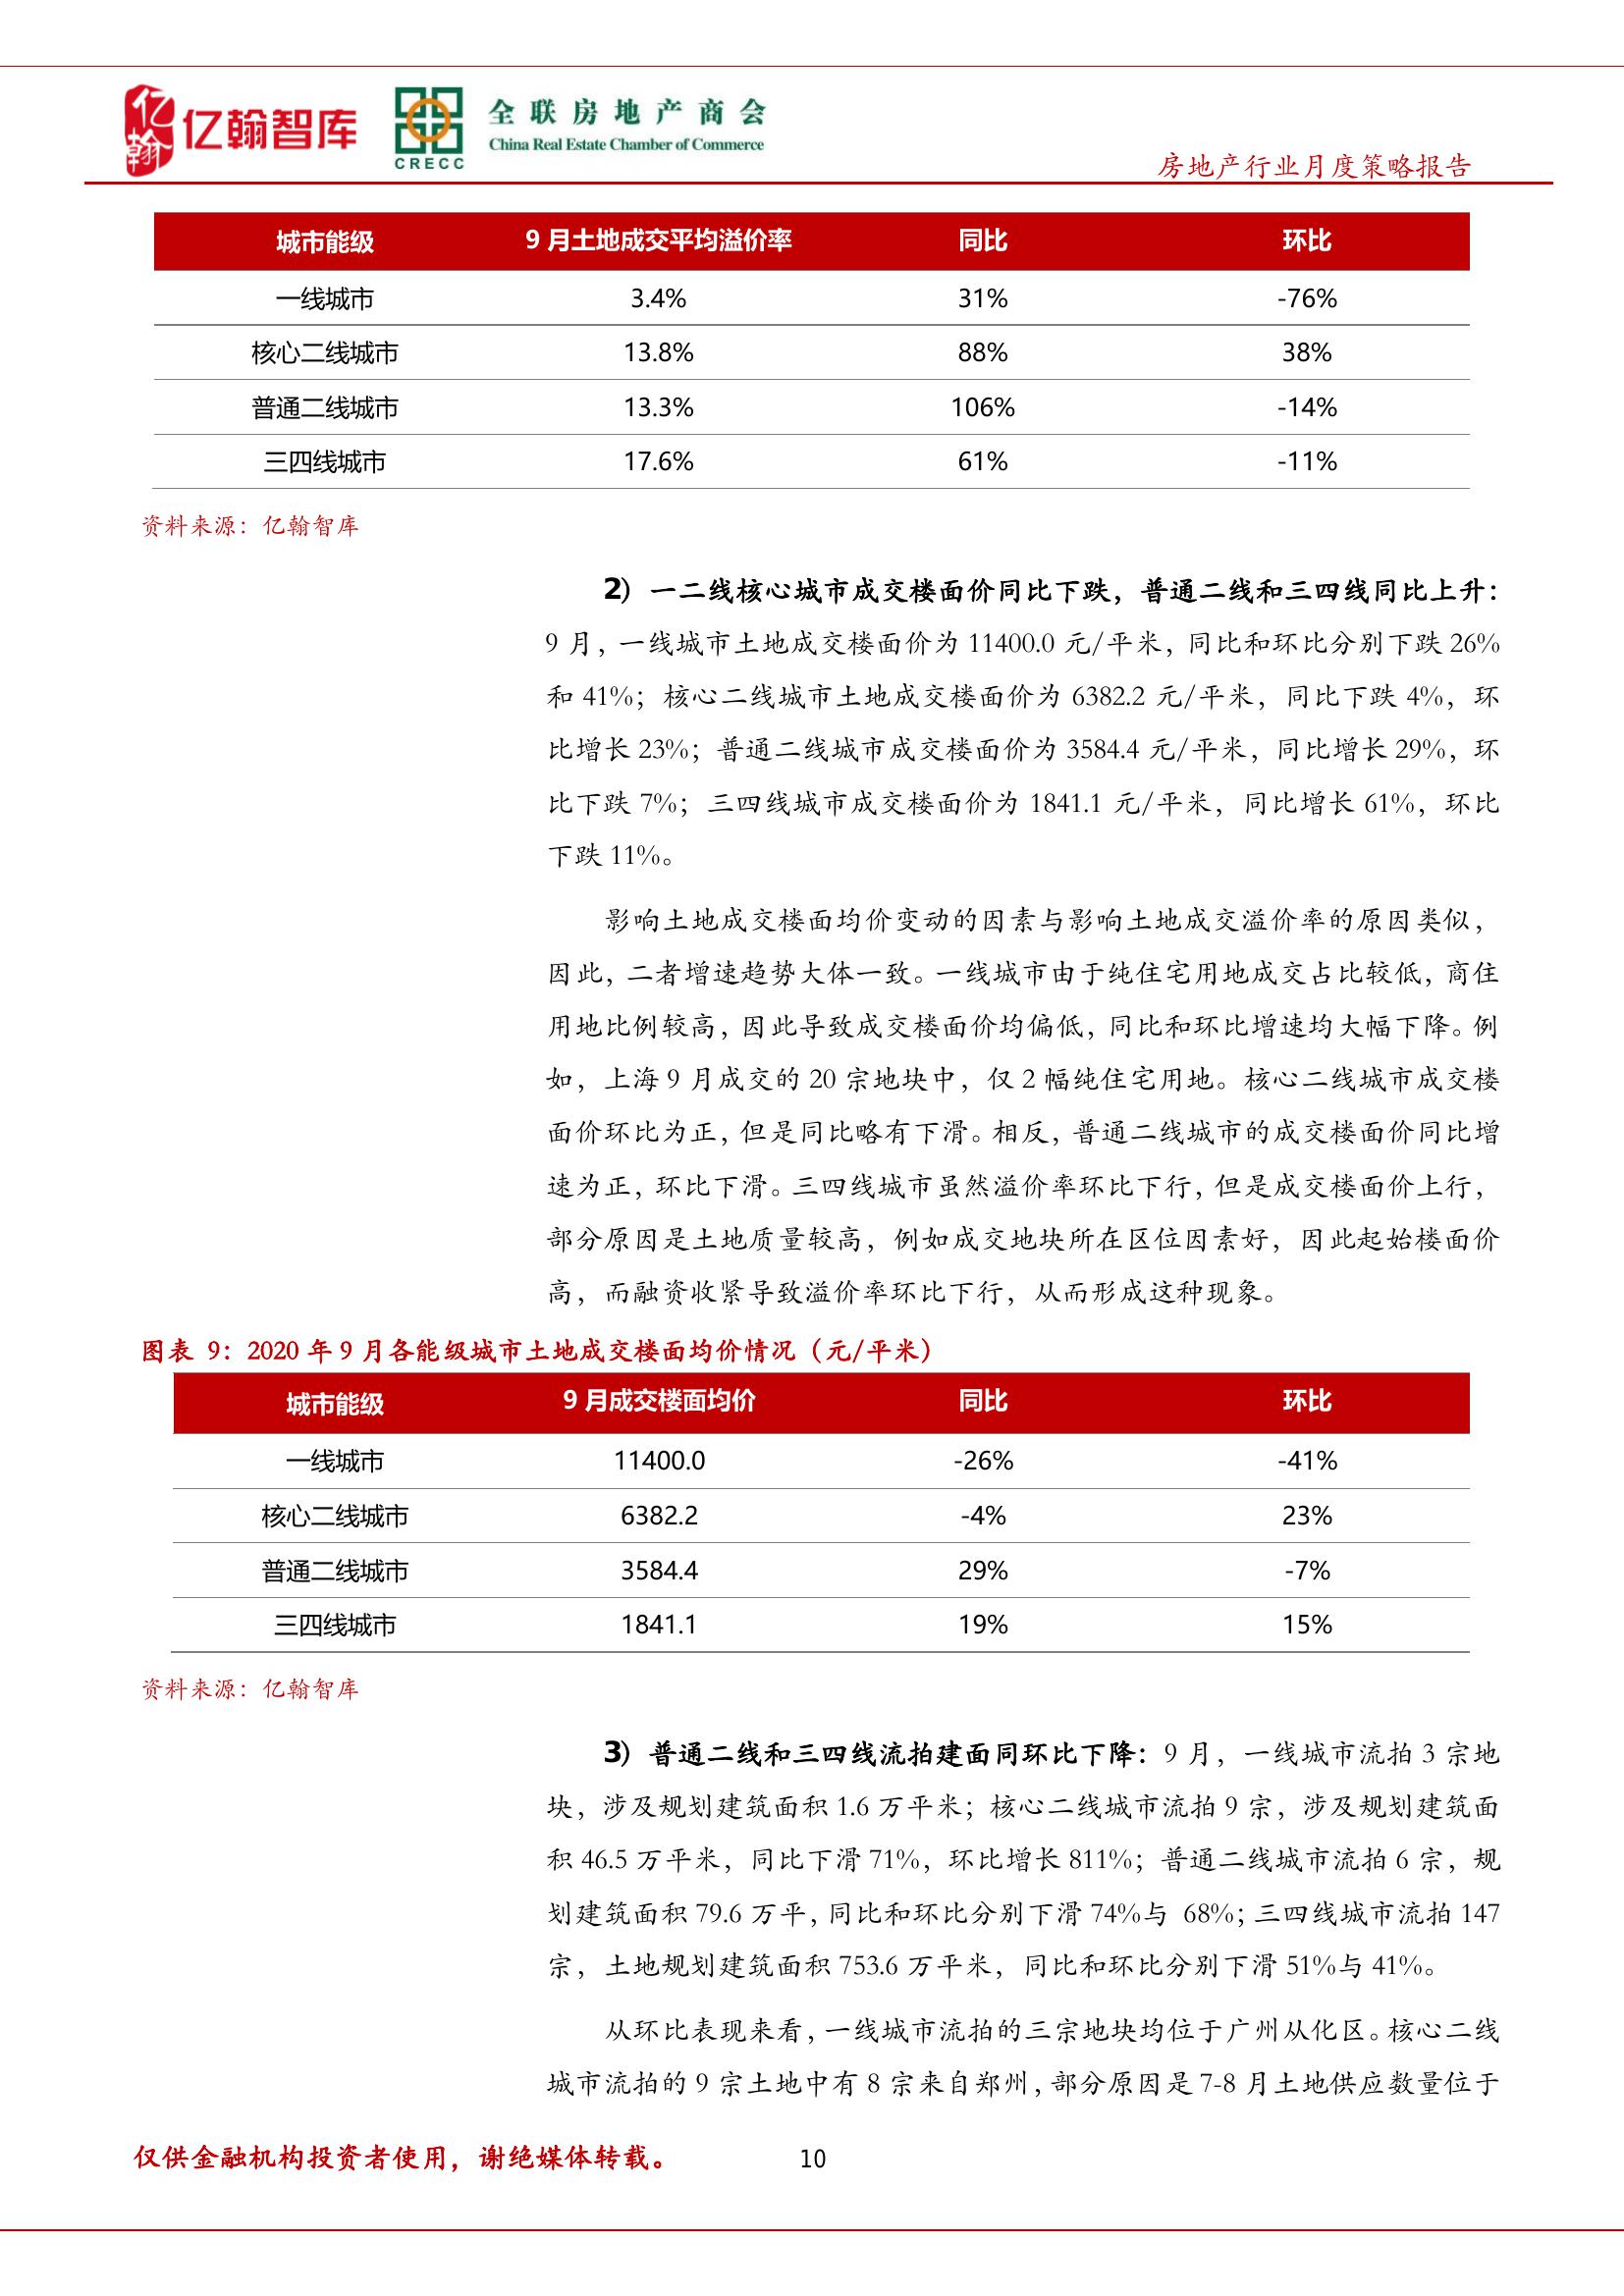 亿翰 亿翰智库 CRECC 全联房地产商会
China Real Estate Chamber of Commerce
房地产行业月度策略报告
城市能级 9 月土地成交平均溢价率 同比 环比
一线城市 3.4% 31% -76%
核心二线城市 13.8% 88% 38%
普通二线城市 13.3% 106% -14%
三四线城市 17.6% 61% -11%
资料来源：亿翰智库
2）一二线核心城市成交楼面价同比下跌，普通二线和三四线同比上升：
9 月，一线城市土地成交楼面价为 11400.0 元/平米，同比和环比分别下跌 26%
和 41%；核心二线城市土地成交楼面价为 6382.2 元/平米，同比下跌 4%，环
比增长 23%；普通二线城市成交楼面价为 3584.4 元/平米，同比增长 29%，环
比下跌 7%；三四线城市成交楼面价为 1841.1 元/平米，同比增长 61%，环比
下跌 11%。
影响土地成交楼面均价变动的因素与影响土地成交溢价率的原因类似，
因此，二者增速趋势大体一致。一线城市由于纯住宅用地成交占比较低，商住
用地比例较高，因此导致成交楼面价均偏低，同比和环比增速均大幅下降。例
如，上海 9 月成交的 20 宗地块中，仅 2 幅纯住宅用地。核心二线城市成交楼
面价环比为正，但是同比略有下滑。相反，普通二线城市的成交楼面价同比增
速为正，环比下滑。三四线城市虽然溢价率环比下行，但是成交楼面价上行，
部分原因是土地质量较高，例如成交地块所在区位因素好，因此起始楼面价
高，而融资收紧导致溢价率环比下行，从而形成这种现象。
图表 9：2020 年 9 月各能级城市土地成交楼面均价情况（元/平米）
城市能级 9 月成交楼面均价 同比 环比
一线城市 11400.0 -26% -41%
核心二线城市 6382.2 -4% 23%
普通二线城市 3584.4 29% -7%
三四线城市 1841.1 19% 15%
资料来源：亿翰智库
3）普通二线和三四线流拍建面同环比下降：9 月，一线城市流拍 3 宗地
块，涉及规划建筑面积 1.6 万平米；核心二线城市流拍 9 宗，涉及规划建筑面
积 46.5 万平米，同比下滑 71%，环比增长 811%；普通二线城市流拍 6 宗，规
划建筑面积 79.6 万平，同比和环比分别下滑 74%与 68%；三四线城市流拍 147
宗，土地规划建筑面积 753.6 万平米，同比和环比分别下滑 51%与 41%。
从环比表现来看，一线城市流拍的三宗地块均位于广州从化区。核心二线
城市流拍的 9 宗土地中有 8 宗来自郑州，部分原因是 7-8 月土地供应数量位于
仅供金融机构投资者使用，谢绝媒体转载。 10